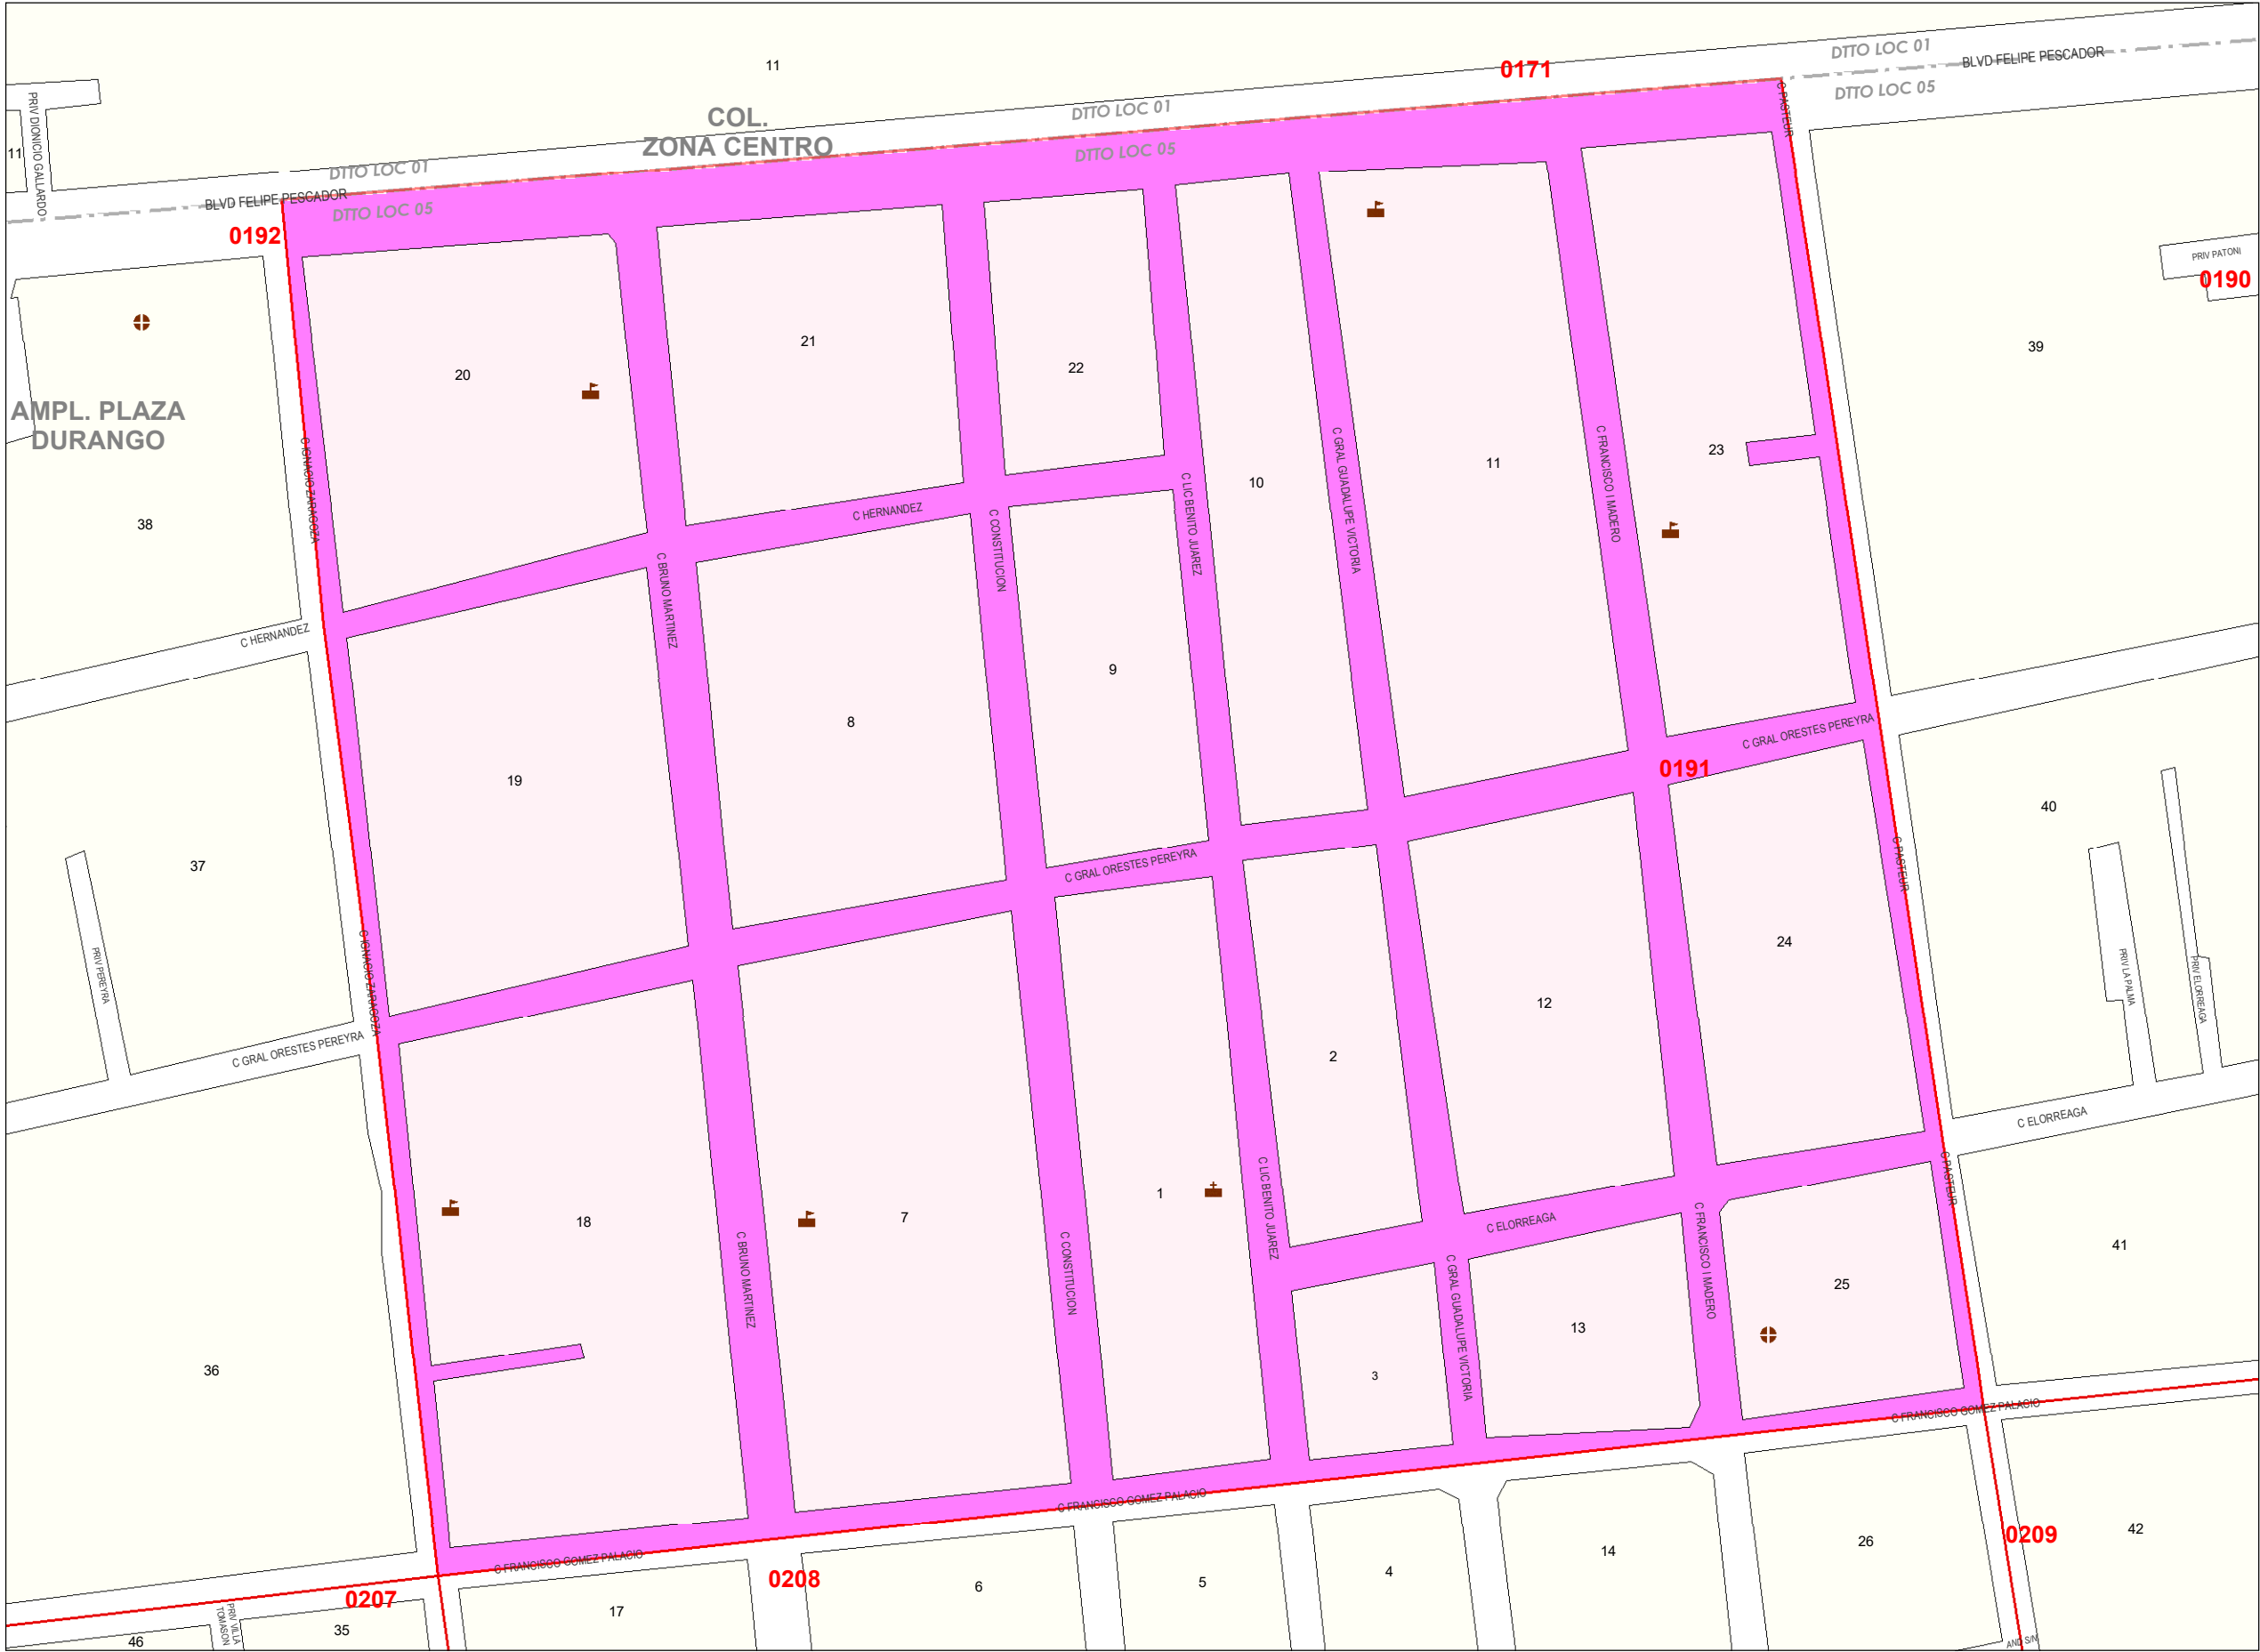 DTTO LOC 01
BLVD FELIPE PESCADOR
DTTO LOC 05
11
0171
COL.
ZONA CENTRO
DTTO LOC 01
DTTO LOC 05
C PASTEUR
PRIV DIONICIO GALLARDO
11
DTTO LOC 01
BLVD FELIPE PESCADOR
DTTO LOC 05
0192
PRIV PATONI
0190
39
20
21
22
AMPL. PLAZA
DURANGO
38
C IGNACIO ZARAGOZA
10
11
23
C GRAL GUADALUPE VICTORIA
C FRANCISCO I MADERO
C LIC BENITO JUAREZ
C HERNANDEZ
C CONSTITUCION
C BRUNO MARTINEZ
C HERNANDEZ
9
8
19
C GRAL ORESTES PEREYRA
0191
40
37
C GRAL ORESTES PEREYRA
C PASTEUR
C IGNACIO ZARAGOZA
24
PRIV PEREYRA
PRIV LA PALMA
PRIV ELORREAGA
12
C GRAL ORESTES PEREYRA
2
C ELORREAGA
C PASTEUR
1
C LIC BENITO JUAREZ
7
18
C ELORREAGA
C FRANCISCO I MADERO
41
C BRUNO MARTINEZ
C CONSTITUCION
C GRAL GUADALUPE VICTORIA
25
13
3
36
C FRANCISCO GOMEZ PALACIO
C FRANCISCO GOMEZ PALACIO
C FRANCISCO GOMEZ PALACIO
0209
42
26
14
4
0208
6
5
0207
17
35
PRIV VILLA
TOMASON
46
AND S/N